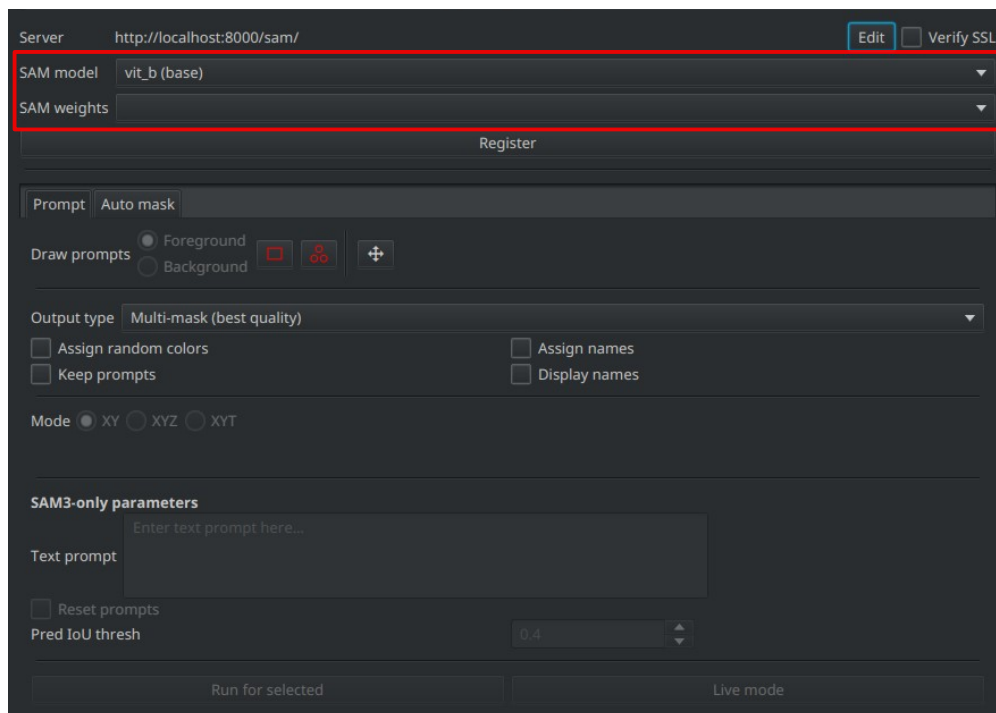 Server http://localhost:8000/sam/ Edit Verify SSL
SAM model vit_b (base)
SAM weights
Register
Prompt Auto mask
Draw prompts Foreground
Background
Output type Multi-mask (best quality)
Assign random colors Assign names
Keep prompts Display names
Mode XY XYZ XYT
SAM3-only parameters
Text prompt Enter text prompt here...
Reset prompts
Pred IoU thresh 0.4
Run for selected Live mode